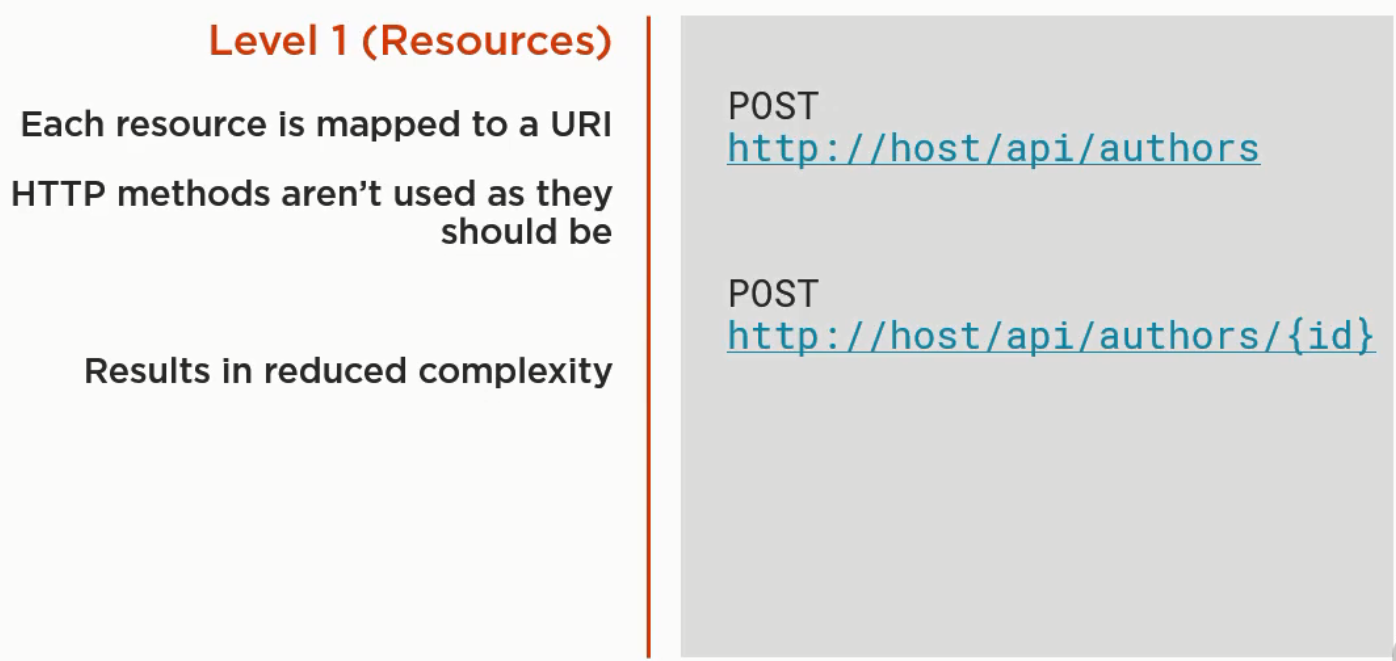 Level 1 (Resources)
Each resource is mapped to a URI
HTTP methods aren’t used as they
should be
Results in reduced complexity
POST
http://host/api/authors
POST
http://host/api/authors/{id}